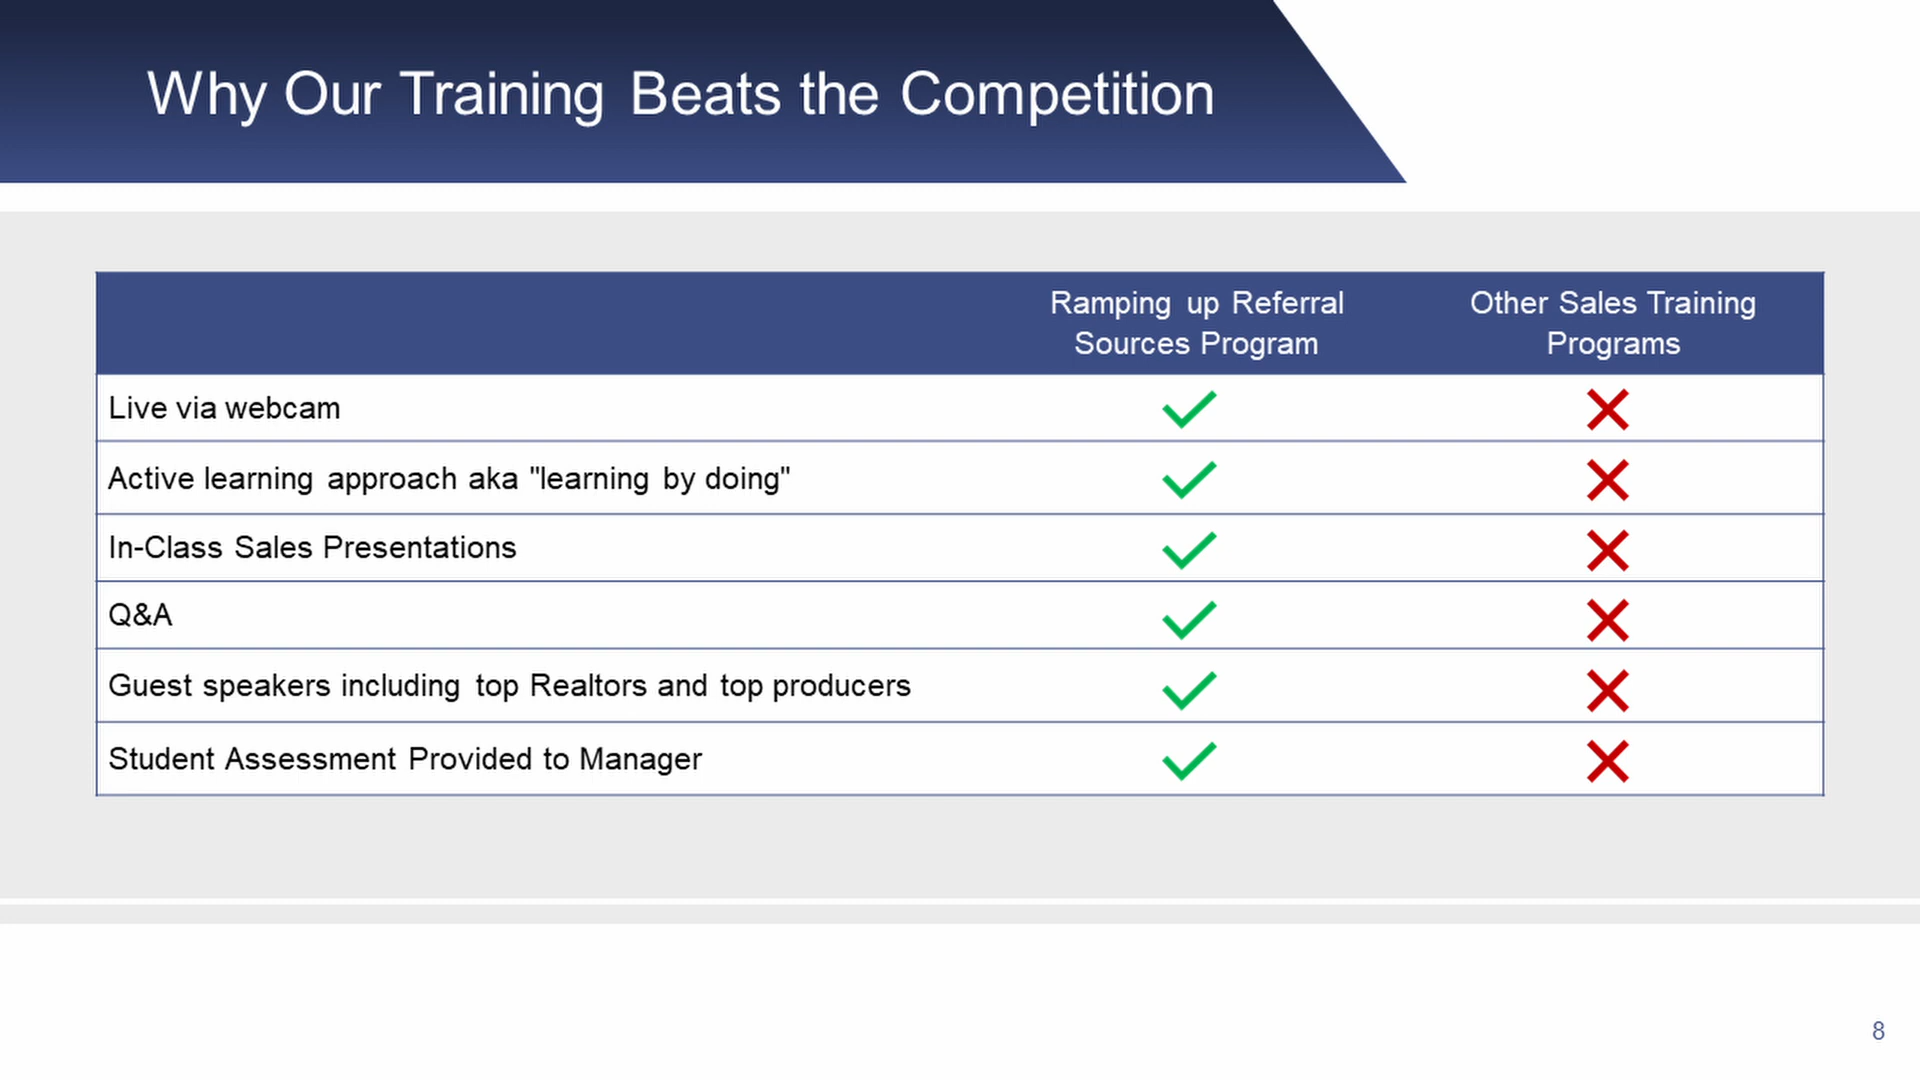 Why Our Training Beats the Competition
Ramping up Referral
Sources Program
Other Sales Training
Programs
Live via webcam
Active learning approach aka "learning by doing"
In-Class Sales Presentations
Q&A
Guest speakers including top Realtors and top producers
Student Assessment Provided to Manager
8